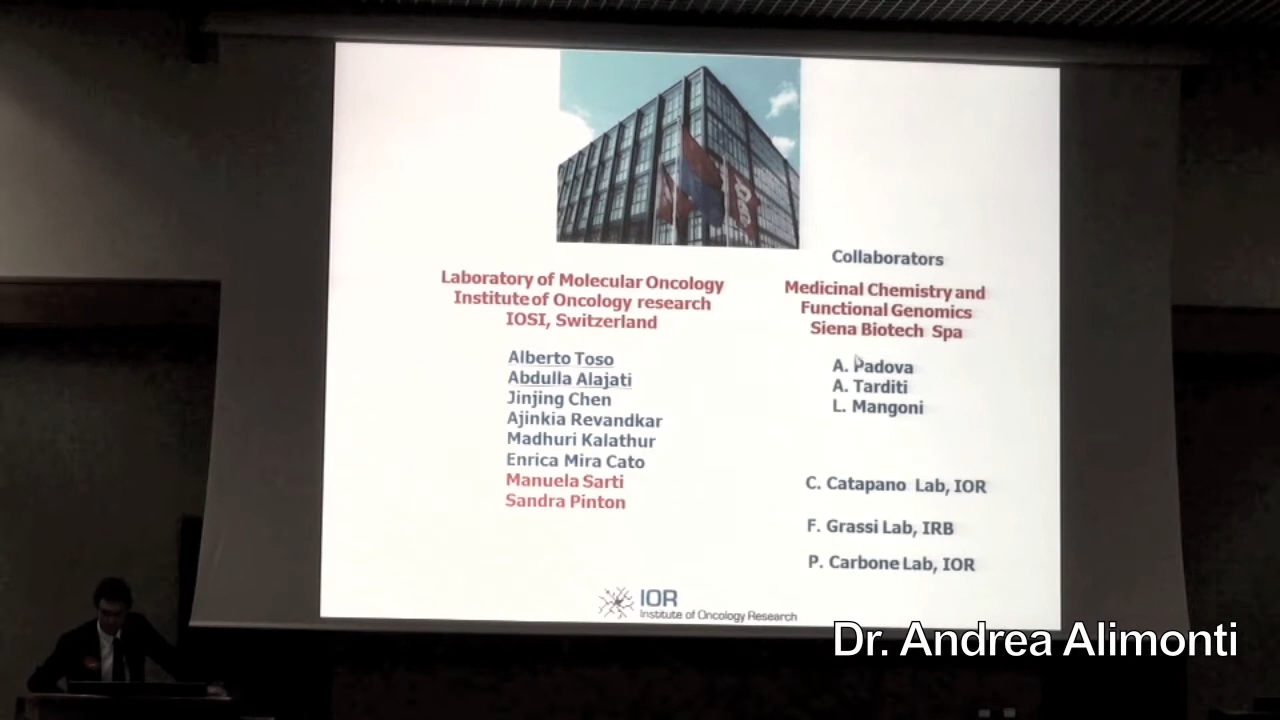 Laboratory of Molecular Oncology
Institute of Oncology research
IOSI, Switzerland
Alberto Toso
Abdulla Alajati
Jinjing Chen
Ajinkia Revandkar
Madhuri Kalathur
Enrica Mira Cato
Manuela Sarti
Sandra Pinton
Collaborators
Medicinal Chemistry and
Functional Genomics
Siena Biotech Spa
A. Padova
A. Tarditi
L. Mangoni
C. Catapano Lab, IOR
F. Grassi Lab, IRB
P. Carbone Lab, IOR
IOR
Institute of Oncology Research
Dr. Andrea Alimonti